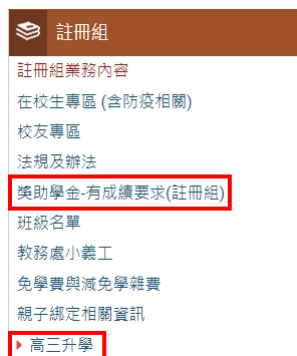 註冊組
註冊組業務內容
在校生專區 (含防疫相關)
校友專區
法規及辦法
獎助學金-有成績要求(註冊組)
班級名單
教務處小義工
免學費與減免學雜費
親子綁定相關資訊
高三升學